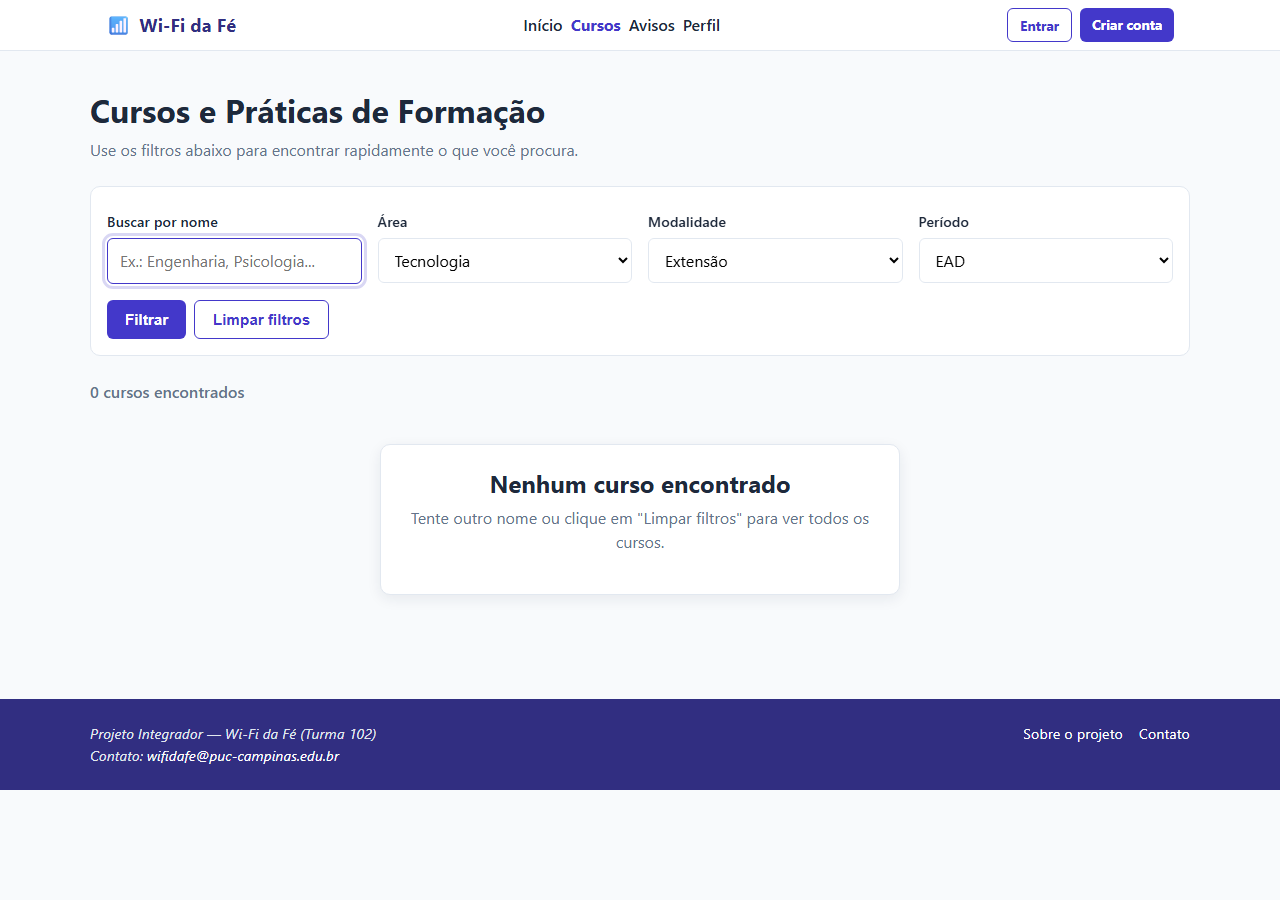 Wi-Fi da Fé
Início Cursos Avisos Perfil
Entrar
Criar conta
Cursos e Práticas de Formação
Use os filtros abaixo para encontrar rapidamente o que você procura.
Buscar por nome
Ex.: Engenharia, Psicologia...
Área
Tecnologia
Modalidade
Extensão
Período
EAD
Filtrar
Limpar filtros
0 cursos encontrados
Nenhum curso encontrado
Tente outro nome ou clique em "Limpar filtros" para ver todos os
cursos.
Projeto Integrador — Wi-Fi da Fé (Turma 102)
Contato: wifidafe@puc-campinas.edu.br
Sobre o projeto
Contato